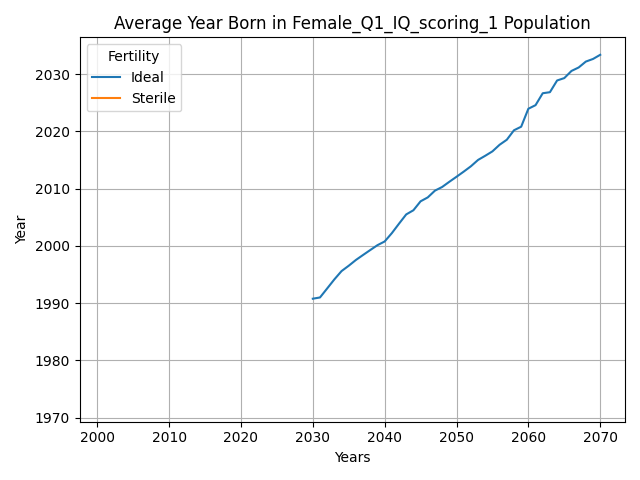 Average Year Born in Female_Q1_IQ_scoring_1 Population
Fertility
Ideal
Sterile
Year
2030
2020
2010
2000
1990
1980
1970
2000 2010 2020 2030 2040 2050 2060 2070
Years